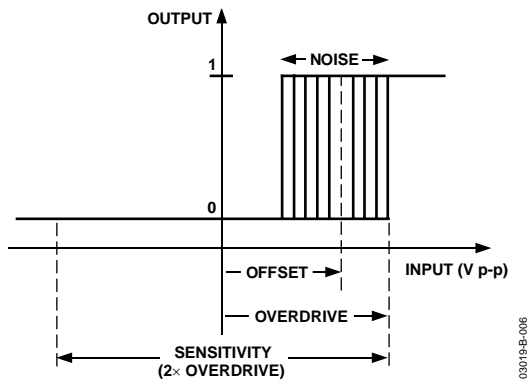 OUTPUT
NOISE
1
0
OFFSET
INPUT (V p-p)
OVERDRIVE
SENSITIVITY
(2× OVERDRIVE)
03019-B-006